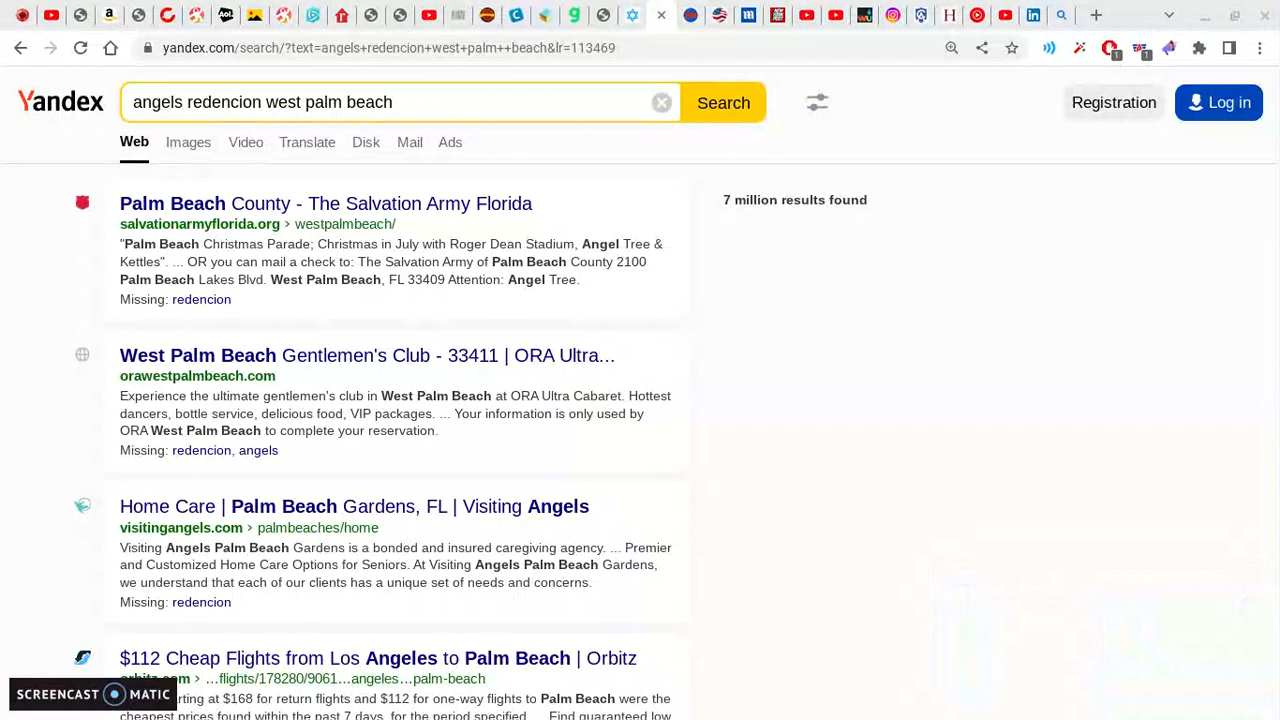 yandex.com/search/?text=angels+redencion+west+palm++beach&lr=113469
Yandex
angels redencion west palm beach
Search
Registration
Log in
Web Images Video Translate Disk Mail Ads
7 million results found
Palm Beach County - The Salvation Army Florida
salvationarmyflorida.org › westpalmbeach/
"Palm Beach Christmas Parade; Christmas in July with Roger Dean Stadium, Angel Tree &
Kettles". ... OR you can mail a check to: The Salvation Army of Palm Beach County 2100
Palm Beach Lakes Blvd. West Palm Beach, FL 33409 Attention: Angel Tree.
Missing: redencion
West Palm Beach Gentlemen's Club - 33411 | ORA Ultra...
orawestpalmbeach.com
Experience the ultimate gentlemen's club in West Palm Beach at ORA Ultra Cabaret. Hottest
dancers, bottle service, delicious food, VIP packages. ... Your information is only used by
ORA West Palm Beach to complete your reservation.
Missing: redencion, angels
Home Care | Palm Beach Gardens, FL | Visiting Angels
visitingangels.com › palmbeaches/home
Visiting Angels Palm Beach Gardens is a bonded and insured caregiving agency. ... Premier
and Customized Home Care Options for Seniors. At Visiting Angels Palm Beach Gardens,
we understand that each of our clients has a unique set of needs and concerns.
Missing: redencion
$112 Cheap Flights from Los Angeles to Palm Beach | Orbitz
orbitz.com › …flights/178280/9061…angeles…palm-beach
at $168 for return flights and $112 for one-way flights to Palm Beach were the
cheapest prices found within the past 7 days, for the period specified. ... Find guaranteed low
SCREENCAST MATIC